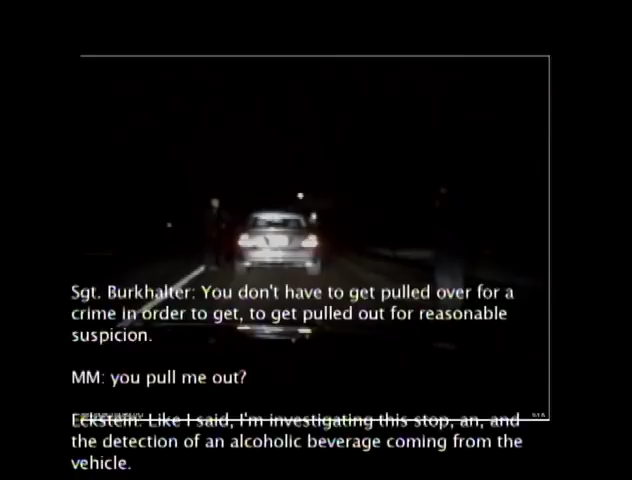 Sgt. Burkhalter: You don't have to get pulled over for a
crime in order to get, to get pulled out for reasonable
suspicion.
MM: you pull me out?
Eckstein: Like I said, I'm investigating this stop, an, and
the detection of an alcoholic beverage coming from the
vehicle.